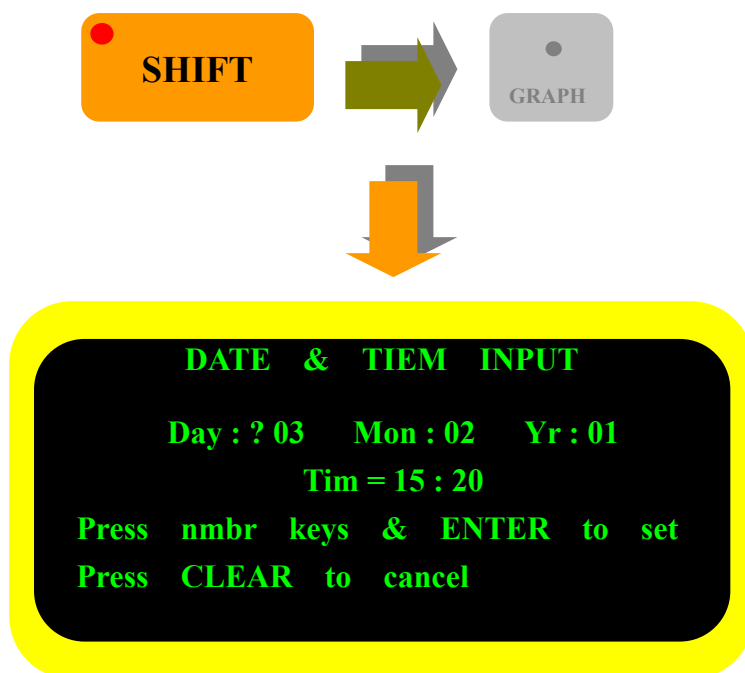 SHIFT
GRAPH
DATE & TIEM INPUT
Day : ? 03 Mon : 02 Yr : 01
Tim = 15 : 20
Press nmbr keys & ENTER to set
Press CLEAR to cancel